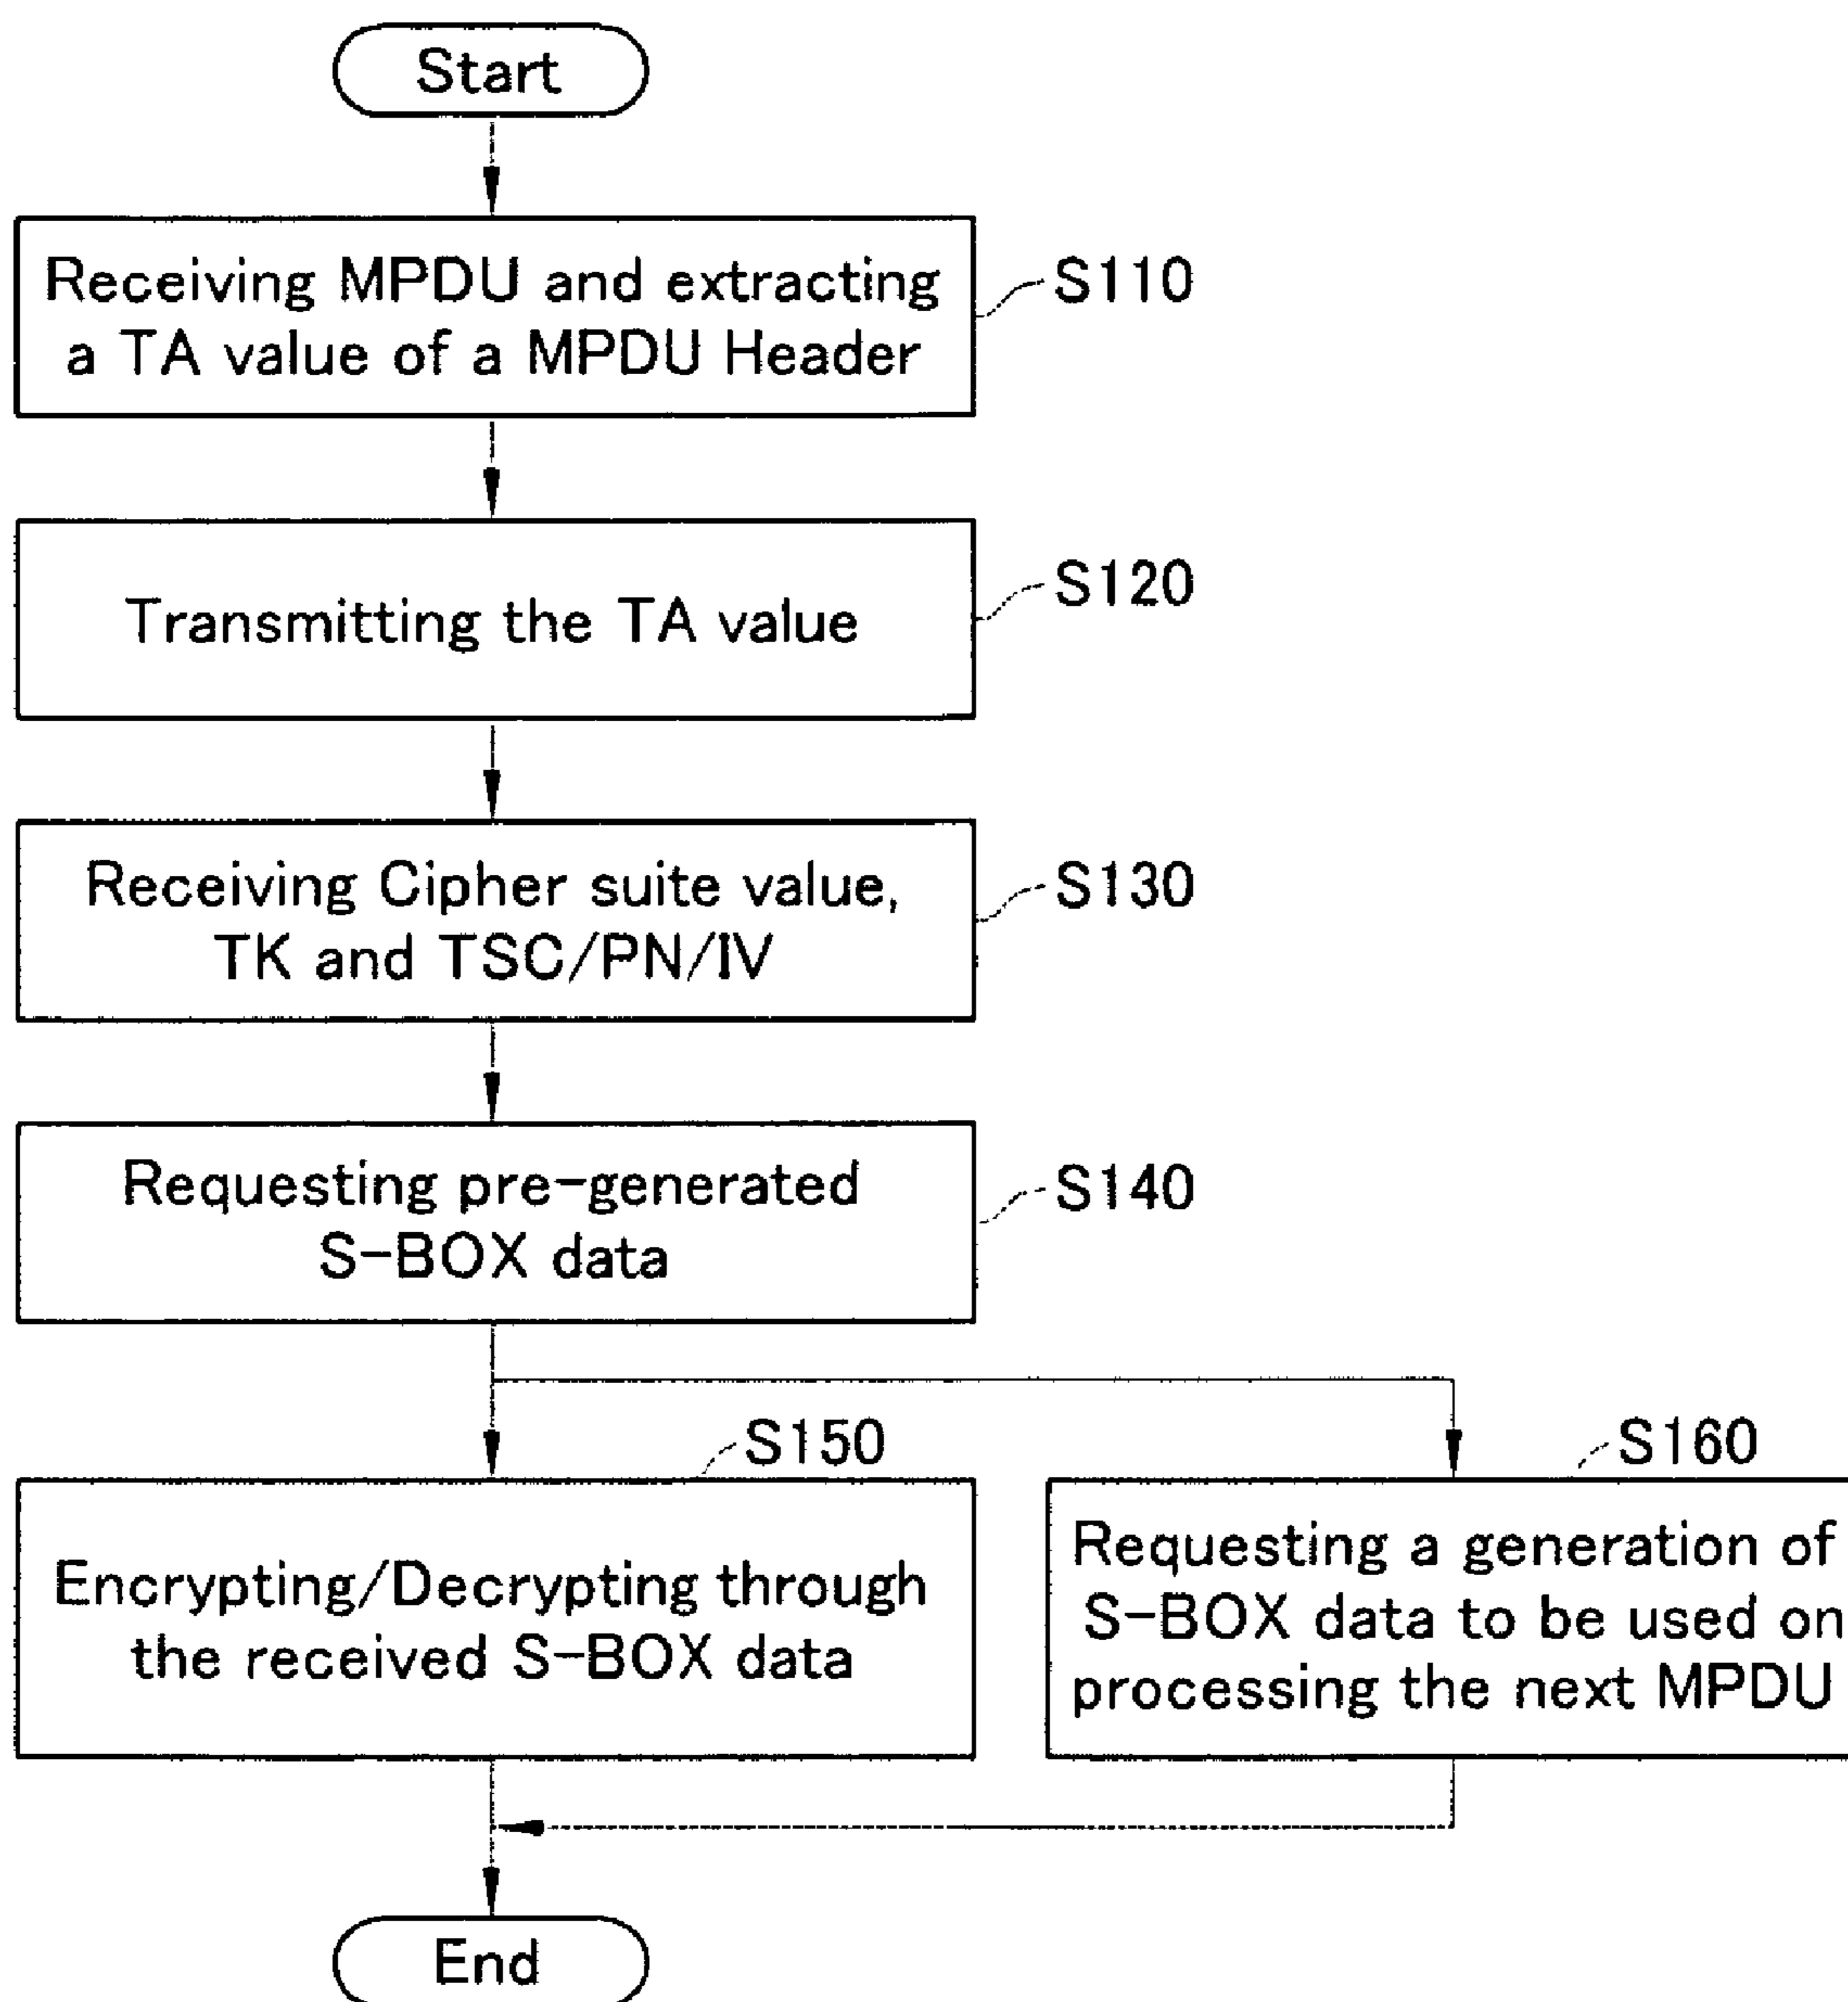 Start
Receiving MPDU and extracting
a TA value of a MPDU Header
S110
Transmitting the TA value
S120
Receiving Cipher suite value,
TK and TSC/PN/IV
S130
Requesting pre-generated
S-BOX data
S140
S150
Encrypting/Decrypting through
the received S-BOX data
S160
Requesting a generation of
S-BOX data to be used on
processing the next MPDU
End